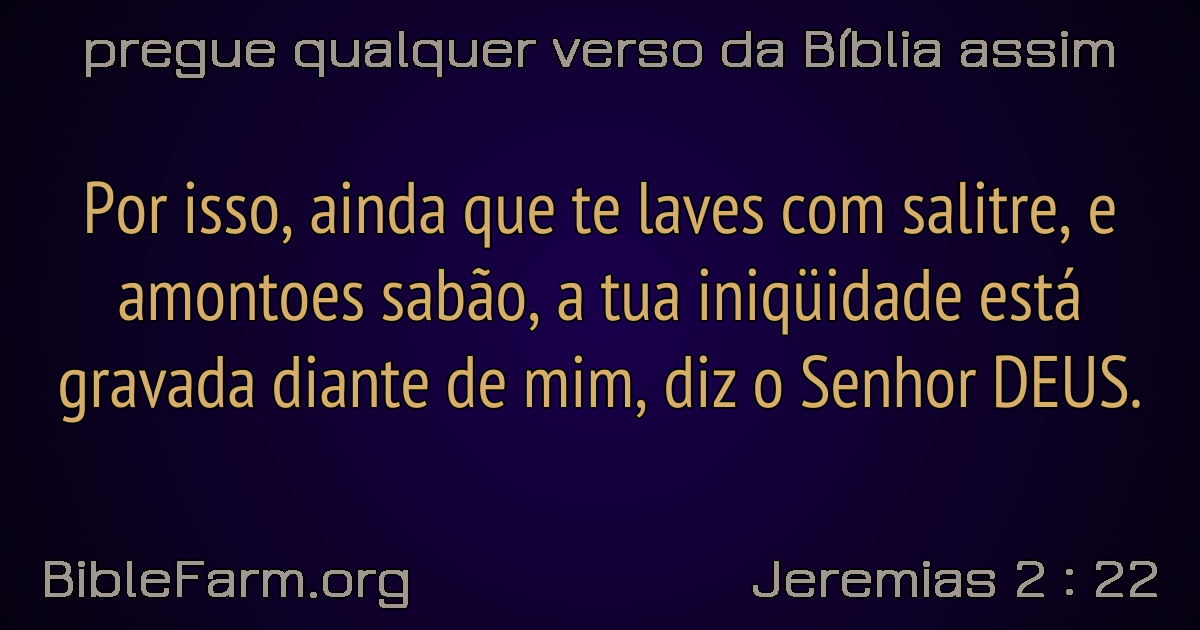 pregue qualquer verso da Bíblia assim
Por isso, ainda que te laves com salitre, e
amontoes sabão, a tua iniqüidade está
gravada diante de mim, diz o Senhor DEUS.
BibleFarm.org
Jeremias 2 : 22